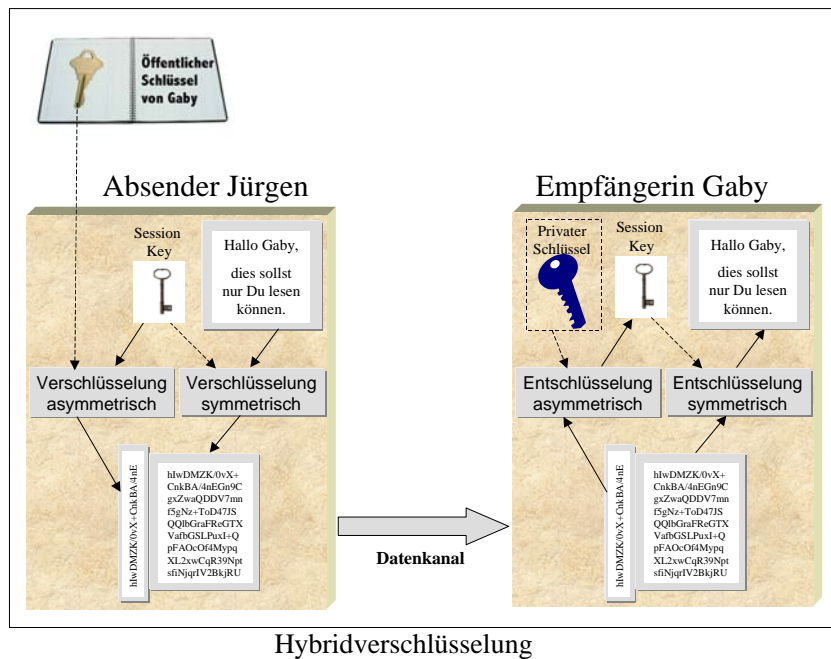 Öffentlicher
Schlüssel
von Gaby
Absender Jürgen
Session
Key
Hallo Gaby,
dies sollst
nur Du lesen
können.
Verschlüsselung
asymmetrisch
Verschlüsselung
symmetrisch
hIwDMZK/0vX+CnkBA/4nE
hIwDMZK/0vX+
CnkBA/4nEGn9C
gxZwaQDDV7mn
f5gNz+ToD47JS
QQlbGraFReGTX
VafbGSLPuxI+Q
pFAOcOf4Mypq
XL2xwCqR39Npt
sfiNjqrIV2BkjRU
Datenkanal
Empfängerin Gaby
Privater
Schlüssel
Session
Key
Hallo Gaby,
dies sollst
nur Du lesen
können.
Entschlüsselung
asymmetrisch
Entschlüsselung
symmetrisch
hIwDMZK/0vX+CnkBA/4nE
hIwDMZK/0vX+
CnkBA/4nEGn9C
gxZwaQDDV7mn
f5gNz+ToD47JS
QQlbGraFReGTX
VafbGSLPuxI+Q
pFAOcOf4Mypq
XL2xwCqR39Npt
sfiNjqrIV2BkjRU
Hybridverschlüsselung